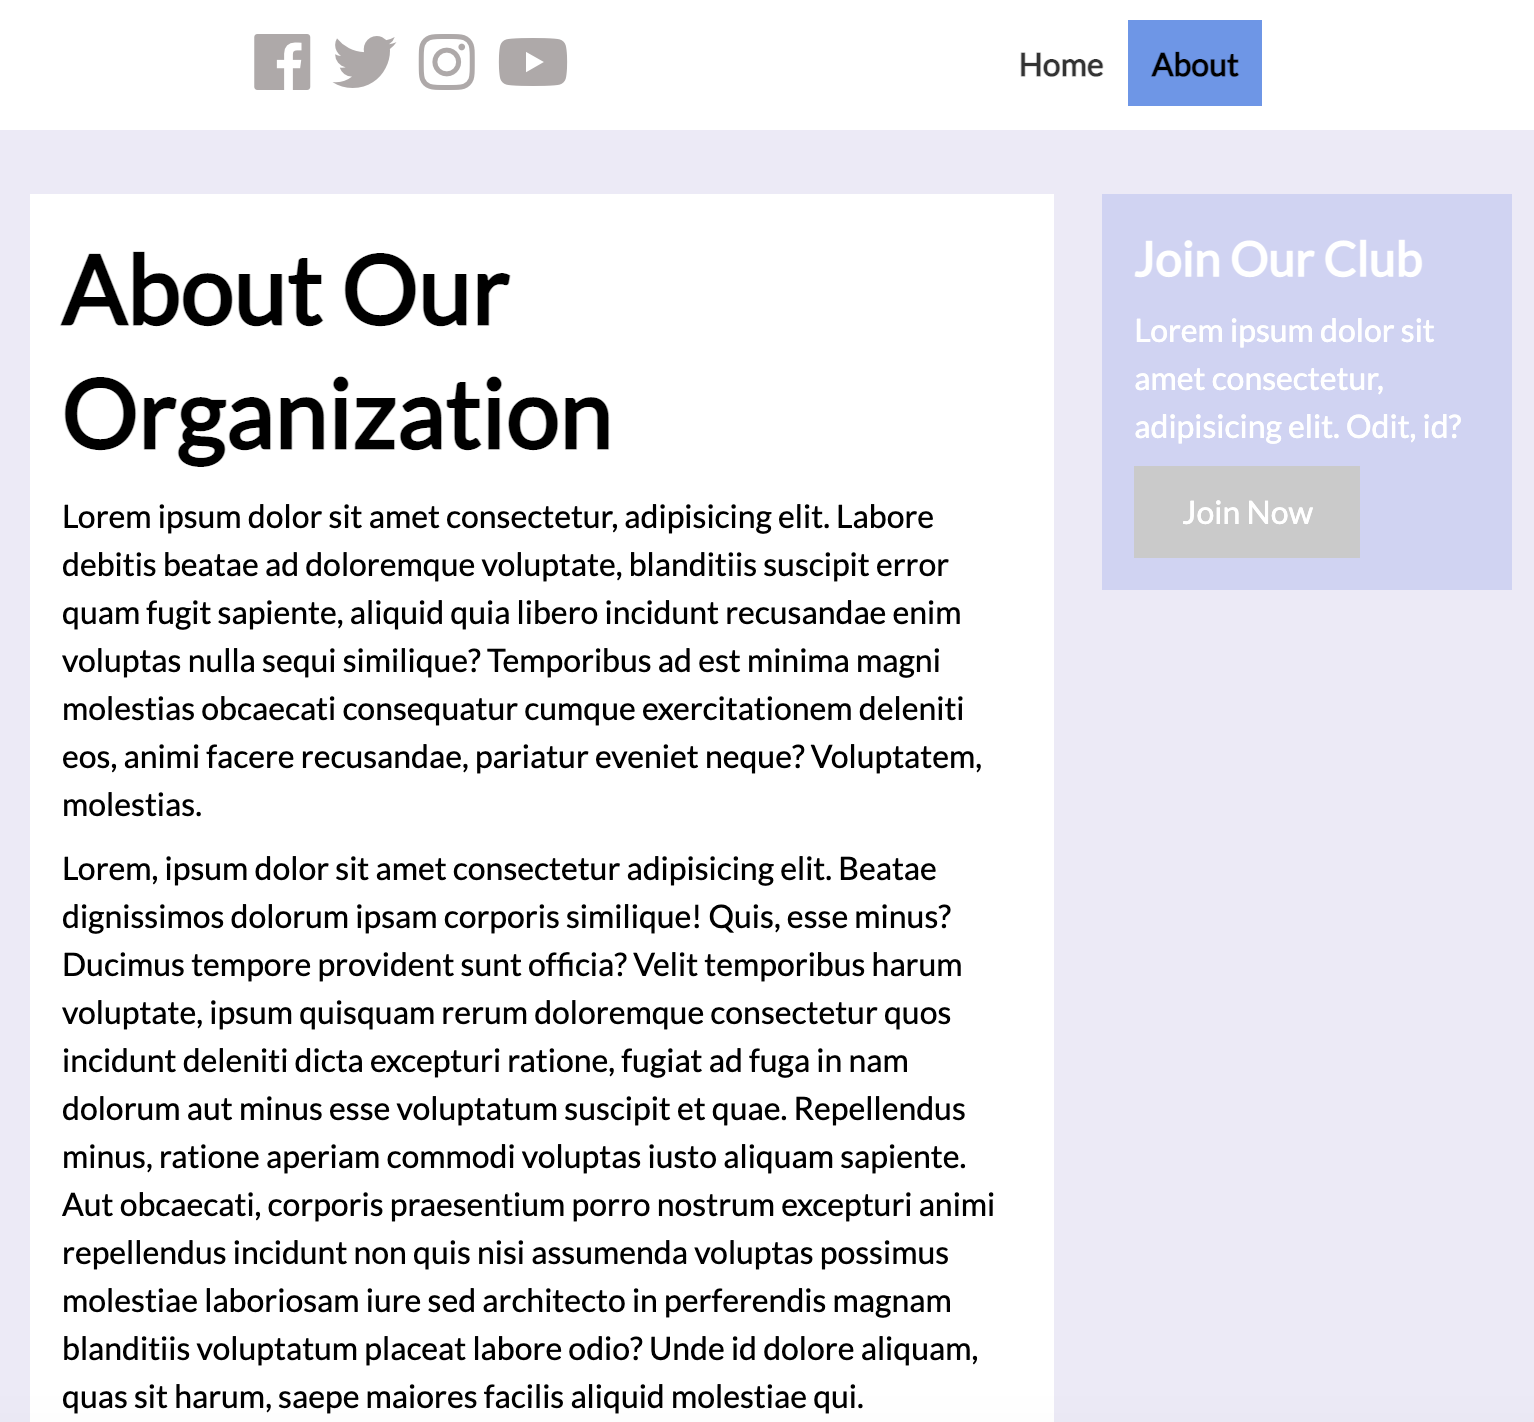 Home
About
About Our
Organization
Lorem ipsum dolor sit amet consectetur, adipisicing elit. Labore
debitis beatae ad doloremque voluptate, blanditiis suscipit error
quam fugit sapiente, aliquid quia libero incidunt recusandae enim
voluptas nulla sequi similique? Temporibus ad est minima magni
molestias obcaecati consequatur cumque exercitationem deleniti
eos, animi facere recusandae, pariatur eveniet neque? Voluptatem,
molestias.
Lorem, ipsum dolor sit amet consectetur adipisicing elit. Beatae
dignissimos dolorum ipsam corporis similique! Quis, esse minus?
Ducimus tempore provident sunt officia? Velit temporibus harum
voluptate, ipsum quisquam rerum doloremque consectetur quos
incidunt deleniti dicta excepturi ratione, fugiat ad fuga in nam
dolorum aut minus esse voluptatum suscipit et quae. Repellendus
minus, ratione aperiam commodi voluptas iusto aliquam sapiente.
Aut obcaecati, corporis praesentium porro nostrum excepturi animi
repellendus incidunt non quis nisi assumenda voluptas possimus
molestiae laboriosam iure sed architecto in perferendis magnam
blanditiis voluptatum placeat labore odio? Unde id dolore aliquam,
quas sit harum, saepe maiores facilis aliquid molestiae qui.
Join Our Club
Lorem ipsum dolor sit
amet consectetur,
adipisicing elit. Odit, id?
Join Now